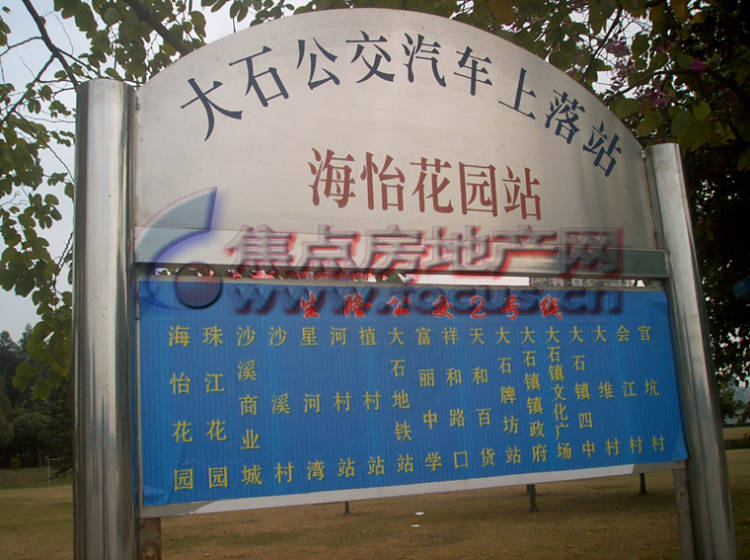 大石公交汽车上落站
海怡花园站
焦点房地产网
www.focus.cn
公交2号线
海怡花园
珠江花园
沙溪商业城
沙溪村
星河湾
河村站
植村站
大石地铁站
富丽中学
祥和路口
天和百货
大石牌坊站
大石镇镇政府
大石镇文化广场
大石镇四中
大维村
会江村
官坑村